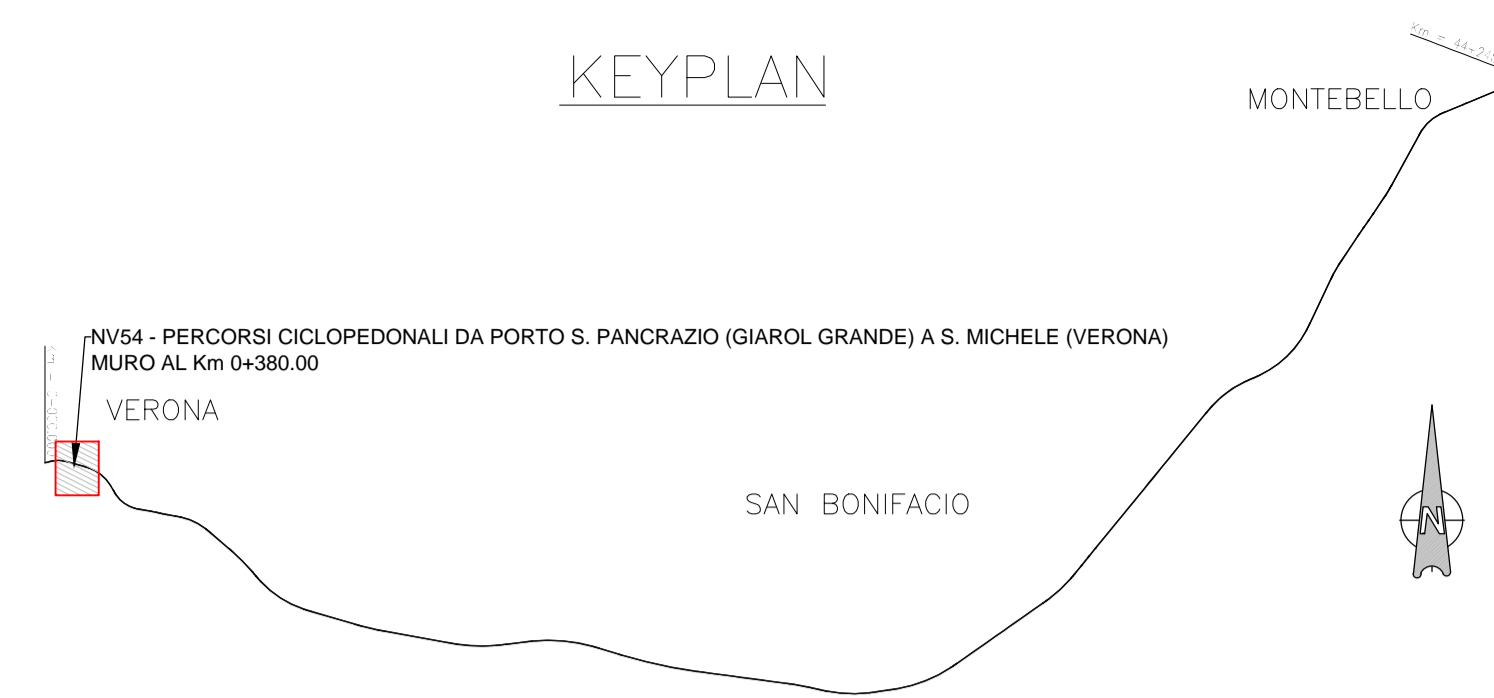 KEYPLAN
MONTEBELLO
NV54 - PERCORSI CICLOPEDONALI DA PORTO S. PANCRAZIO (GIAROL GRANDE) A S. MICHELE (VERONA)
MURO AL Km 0+380.00
VERONA
SAN BONIFACIO
N